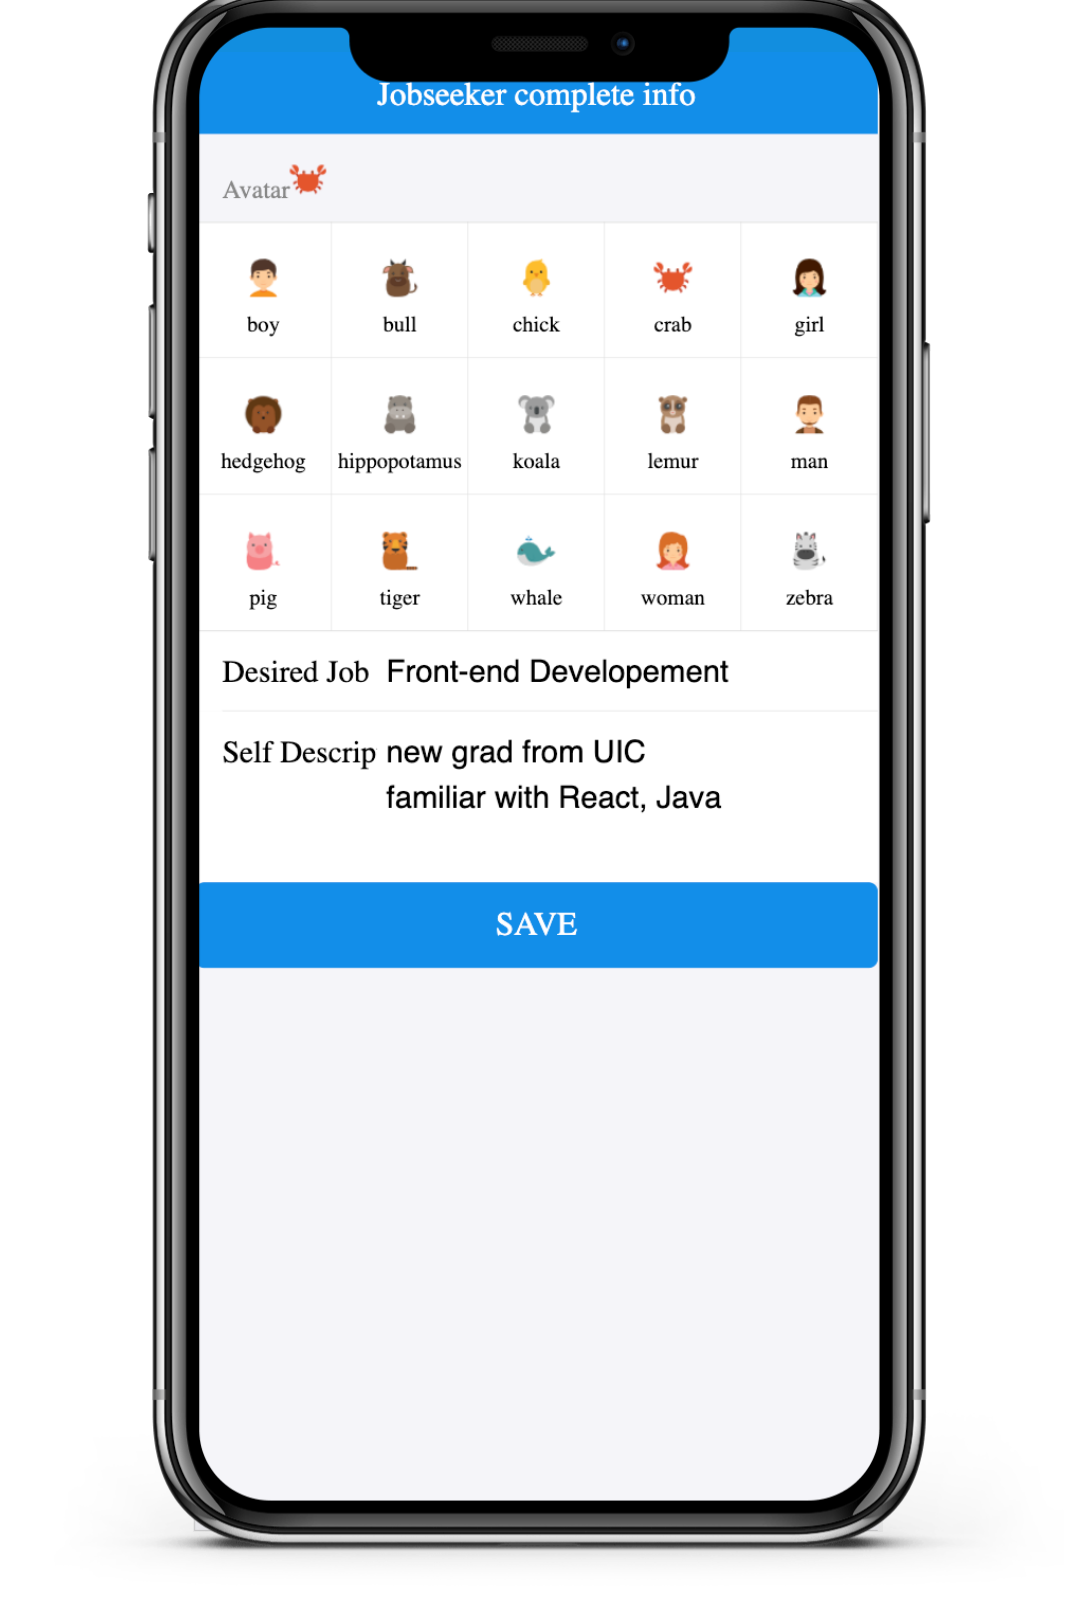 Jobseeker complete info
Avatar
boy bull chick crab girl
hedgehog hippopotamus koala lemur man
pig tiger whale woman zebra
Desired Job Front-end Developement
Self Descrip new grad from UIC
familiar with React, Java
SAVE